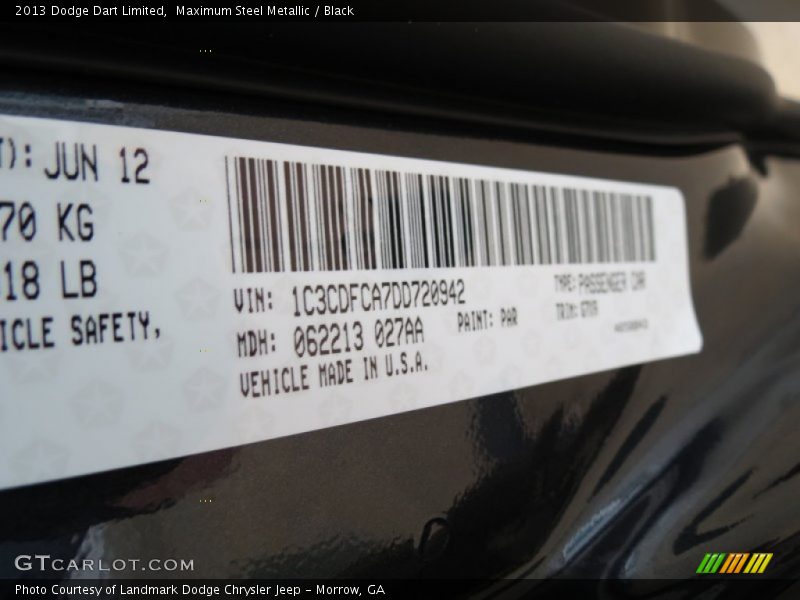 2013 Dodge Dart Limited,  Maximum Steel Metallic / Black
T): JUN 12
70 KG
18 LB
ICLE SAFETY,
VIN: 1C3CDFCA7DD720942
TYPE: PASSENGER CAR
MDH: 062213 027AA
PAINT: PAR
TRIM:
VEHICLE MADE IN U.S.A.
GTCARLOT.COM
Photo Courtesy of Landmark Dodge Chrysler Jeep - Morrow, GA